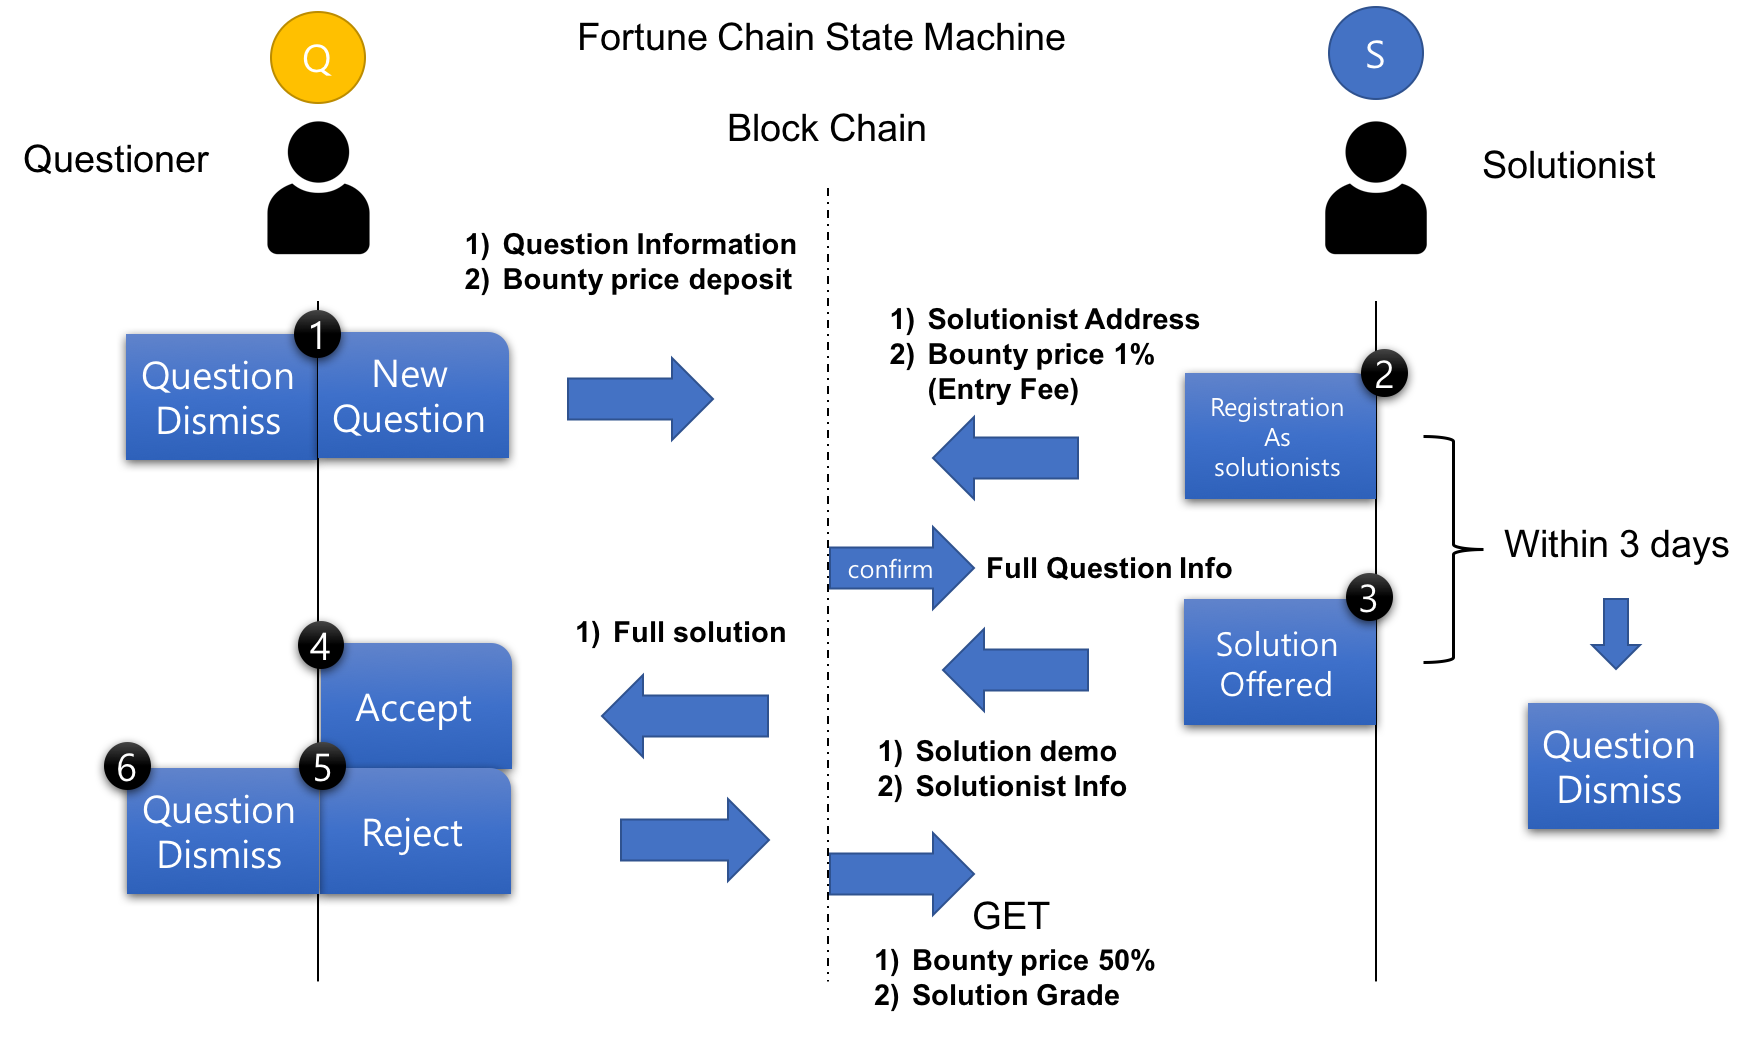 Q
Fortune Chain State Machine
S
Block Chain
Questioner
Solutionist
1) Question Information
2) Bounty price deposit
1
Question
Dismiss
New
Question
1) Solutionist Address
2) Bounty price 1%
(Entry Fee)
2
Registration
As
solutionists
confirm
Full Question Info
Within 3 days
3
Solution
Offered
1) Full solution
4
Accept
1) Solution demo
2) Solutionist Info
Question
Dismiss
6
Question
Dismiss
5
Reject
GET
1) Bounty price 50%
2) Solution Grade